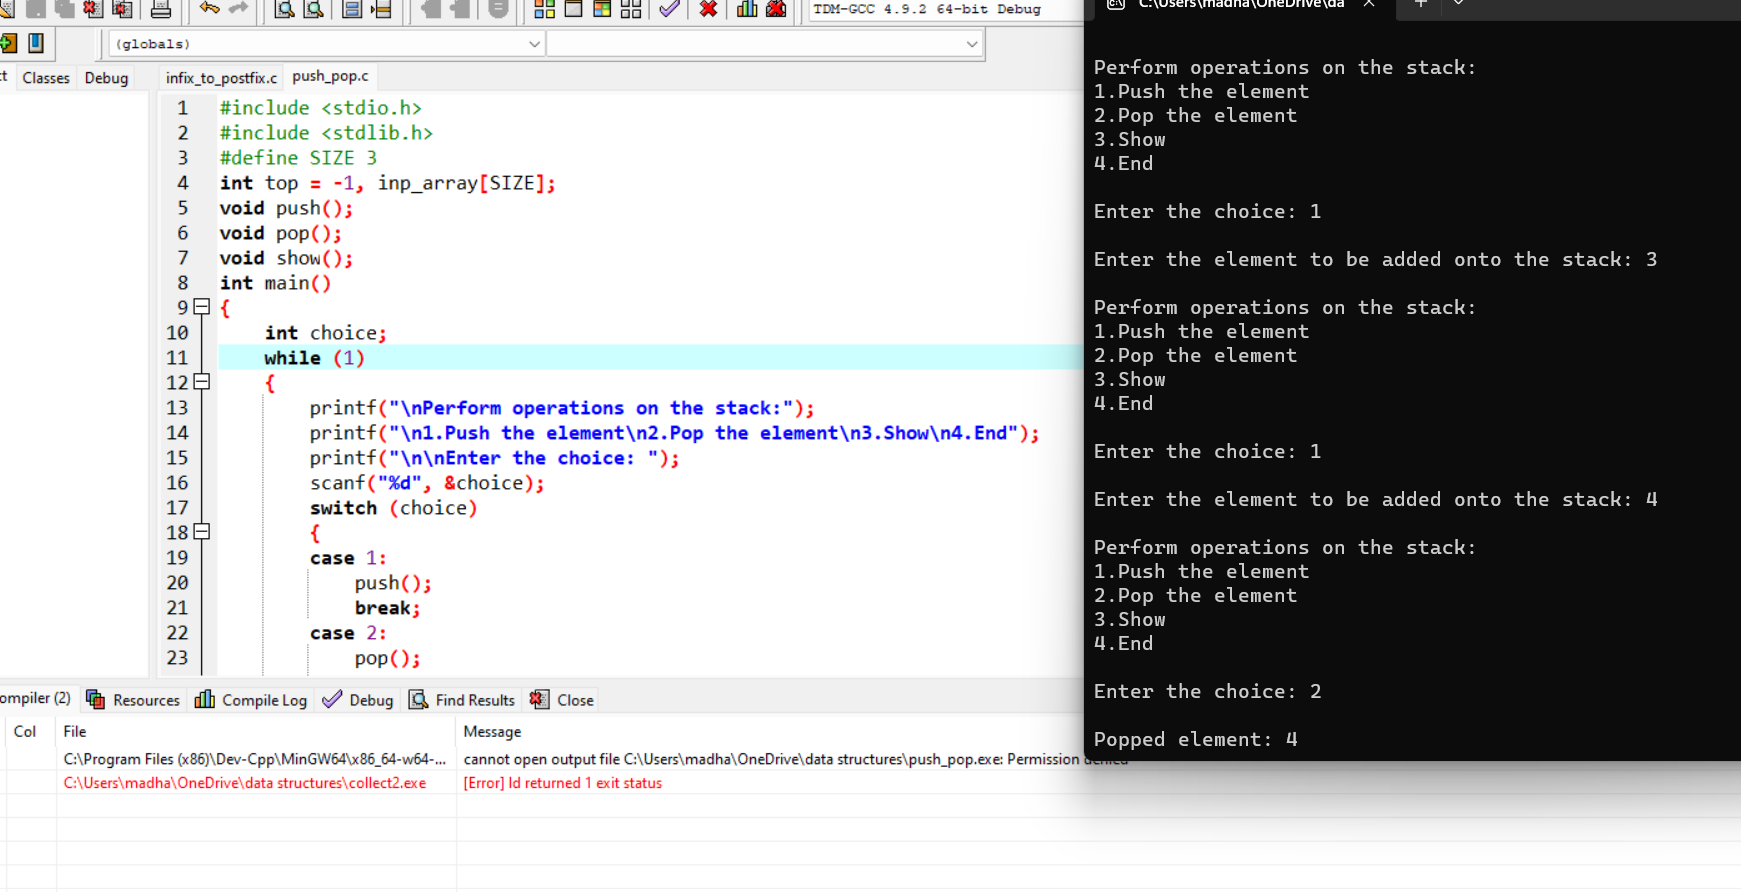 TDM-GCC 4.9.2 64-bit Debug
(globals)
Classes
Debug
infix_to_postfix.c
push_pop.c
1 #include <stdio.h>
2 #include <stdlib.h>
3 #define SIZE 3
4 int top = -1, inp_array[SIZE];
5 void push();
6 void pop();
7 void show();
8 int main()
9 {
10 int choice;
11 while (1)
12 {
13 printf("\nPerform operations on the stack:");
14 printf("\n1.Push the element\n2.Pop the element\n3.Show\n4.End");
15 printf("\n\nEnter the choice: ");
16 scanf("%d", &choice);
17 switch (choice)
18 {
19 case 1:
20 push();
21 break;
22 case 2:
23 pop();
ompiler (2)
Resources
Compile Log
Debug
Find Results
Close
Col File Message
C:\Program Files (x86)\Dev-Cpp\MinGW64\x86_64-w64-... cannot open output file C:\Users\madha\OneDrive\data structures\push_pop.exe: Permission denied
C:\Users\madha\OneDrive\data structures\collect2.exe [Error] ld returned 1 exit status
C:\Users\madha\OneDrive\da
Perform operations on the stack:
1.Push the element
2.Pop the element
3.Show
4.End
Enter the choice: 1
Enter the element to be added onto the stack: 3
Perform operations on the stack:
1.Push the element
2.Pop the element
3.Show
4.End
Enter the choice: 1
Enter the element to be added onto the stack: 4
Perform operations on the stack:
1.Push the element
2.Pop the element
3.Show
4.End
Enter the choice: 2
Popped element: 4